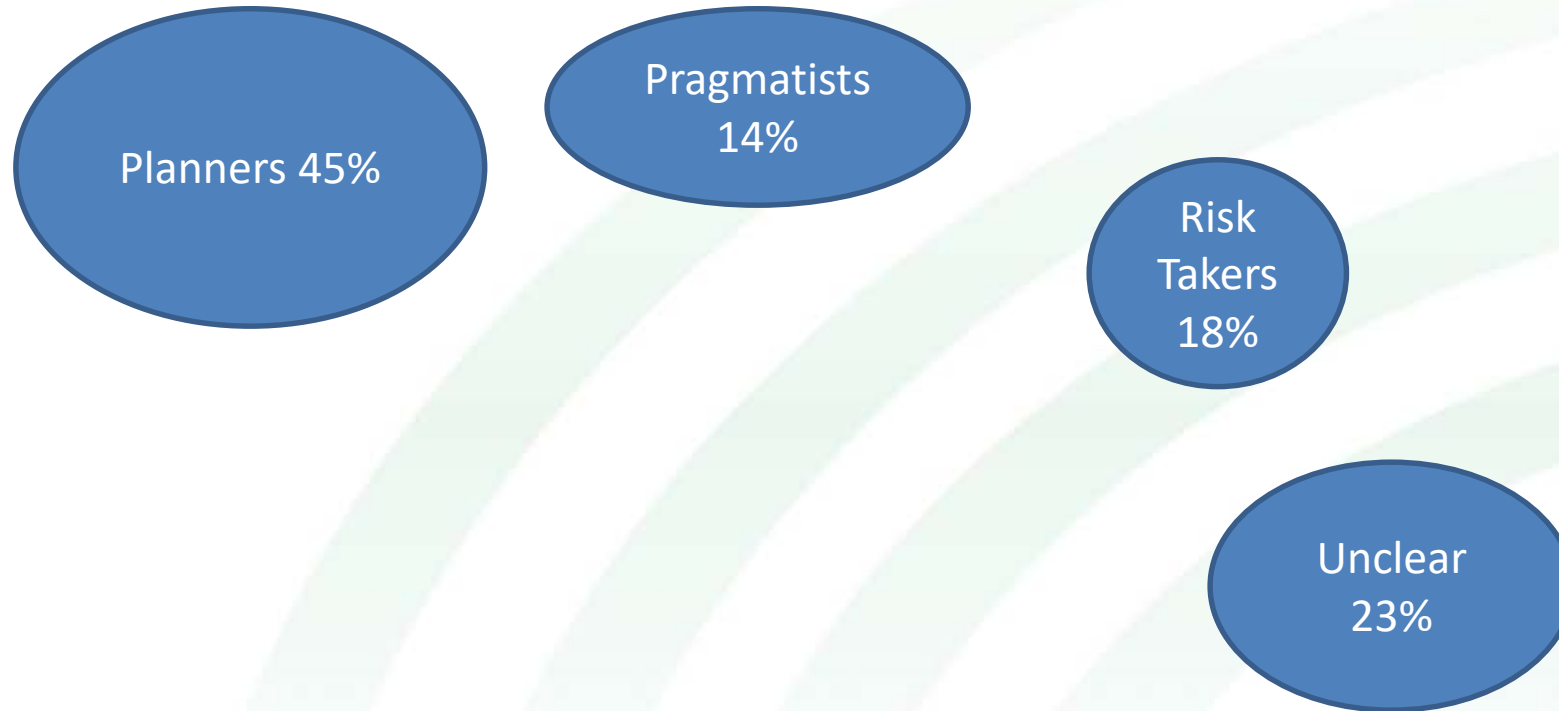 Planners 45%
Pragmatists
14%
Risk
Takers
18%
Unclear
23%